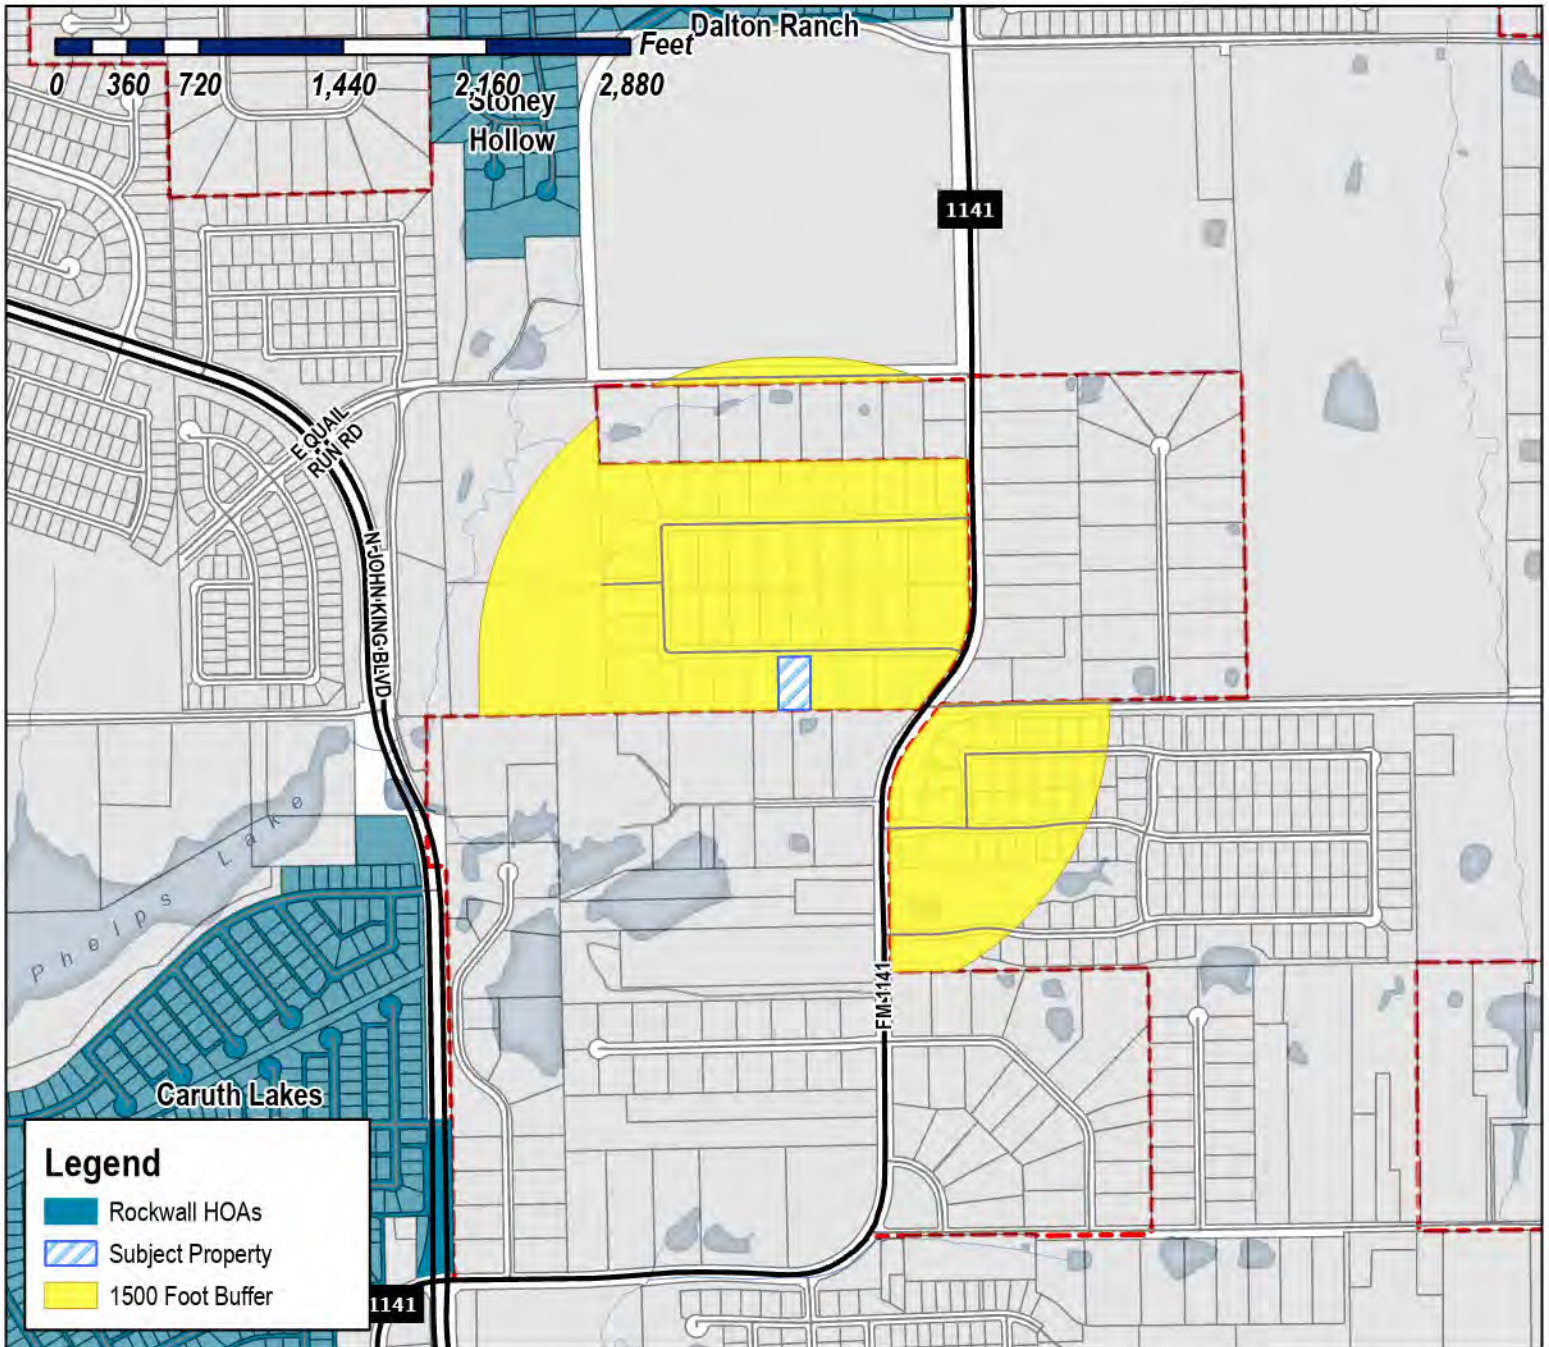 Dalton Ranch
Feet
0 360 720 1,440 2,160 2,880
Stoney
Hollow
1141
E QUAIL
RUN RD
N JOHN KING BLVD
Phelps Lake
FM 1141
Caruth Lakes
Legend
Rockwall HOAs
Subject Property
1500 Foot Buffer
1141